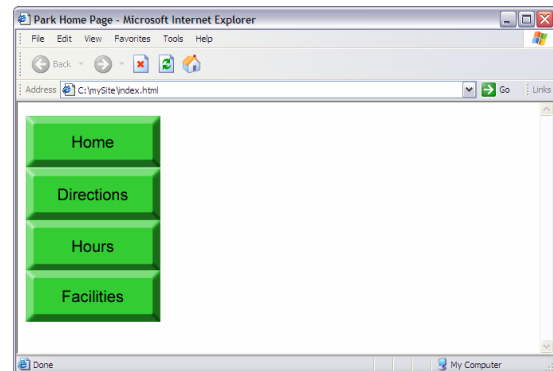 Park Home Page - Microsoft Internet Explorer
File Edit View Favorites Tools Help
Back
Address C:\mySite\index.html Go Links
Home
Directions
Hours
Facilities
Done My Computer